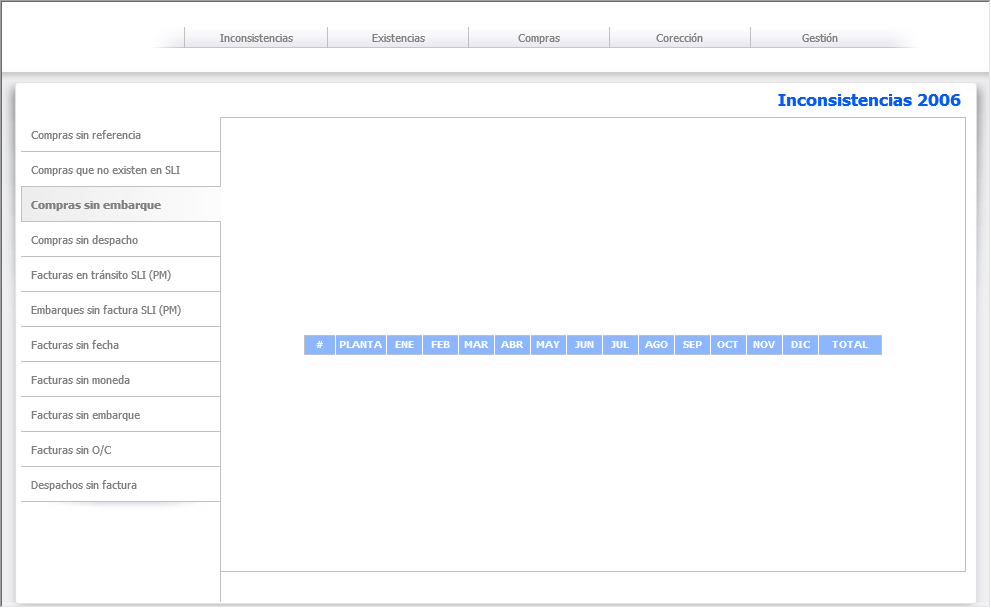 Inconsistencias Existencias Compras Corección Gestión
Inconsistencias 2006
Compras sin referencia
Compras que no existen en SLI
Compras sin embarque
Compras sin despacho
Facturas en tránsito SLI (PM)
Embarques sin factura SLI (PM)
Facturas sin fecha
Facturas sin moneda
Facturas sin embarque
Facturas sin O/C
Despachos sin factura
# PLANTA ENE FEB MAR ABR MAY JUN JUL AGO SEP OCT NOV DIC TOTAL